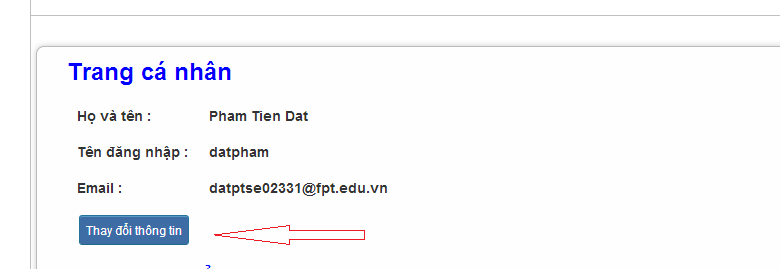 Trang cá nhân
Họ và tên : Pham Tien Dat
Tên đăng nhập : datpham
Email : datptse02331@fpt.edu.vn
Thay đổi thông tin